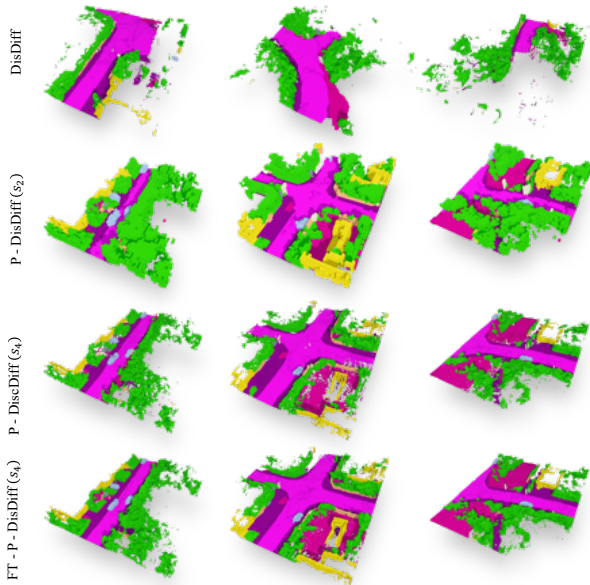 DisDiff
P - DisDiff (s₂)
P - DiscDiff (s₄)
FT - P - DisDiff (s₄)